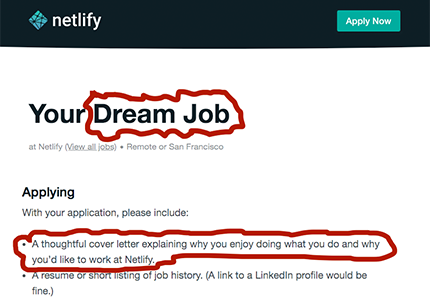 netlify
Apply Now
Your Dream Job
at Netlify (View all jobs) • Remote or San Francisco
Applying
With your application, please include:
• A thoughtful cover letter explaining why you enjoy doing what you do and why
you'd like to work at Netlify.
• A resume or short listing of job history. (A link to a LinkedIn profile would be
fine.)